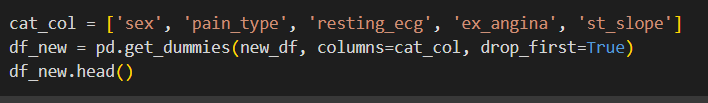 cat_col = ['sex', 'pain_type', 'resting_ecg', 'ex_angina', 'st_slope']
df_new = pd.get_dummies(new_df, columns=cat_col, drop_first=True)
df_new.head()